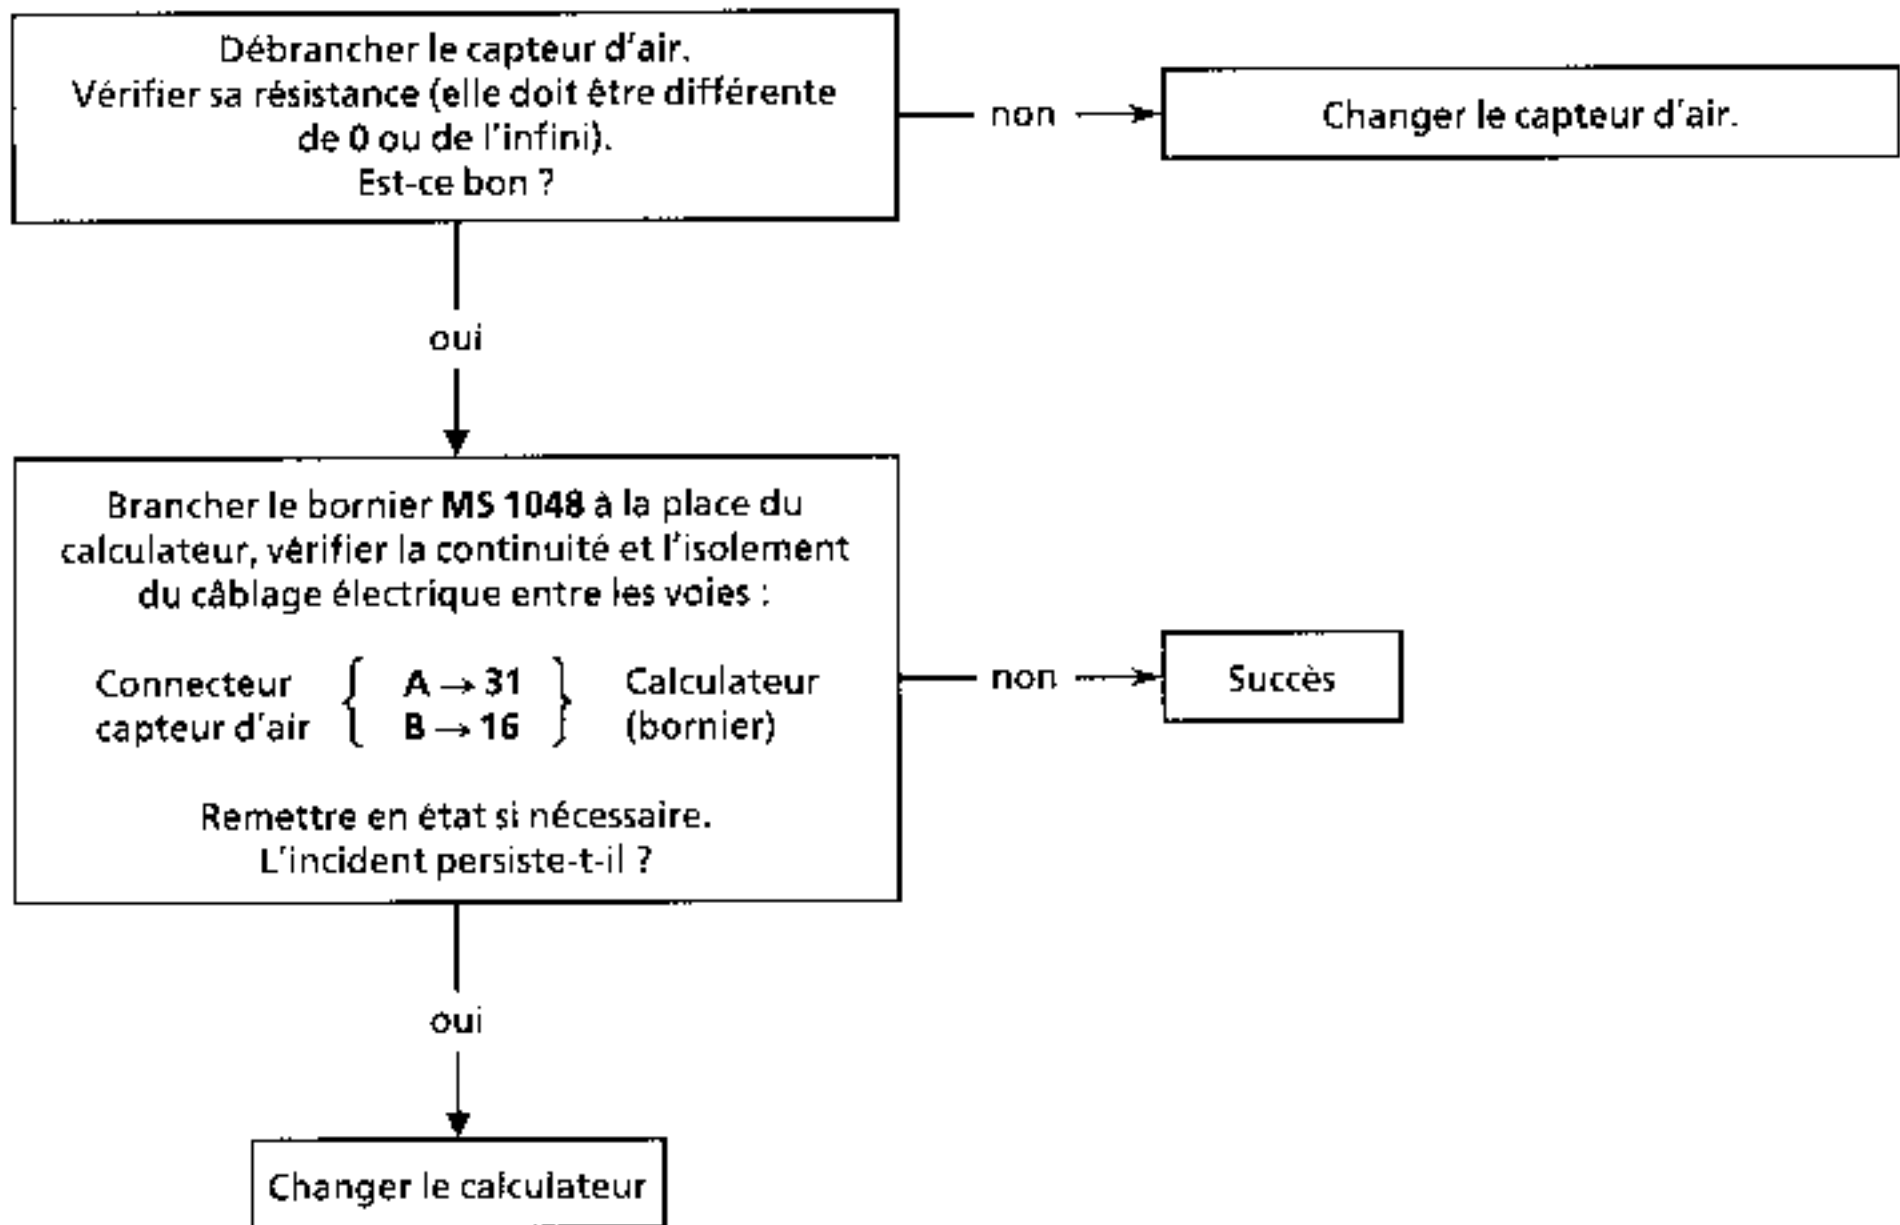 Débrancher le capteur d'air.
Vérifier sa résistance (elle doit être différente
de 0 ou de l'infini).
Est-ce bon ?
non
Changer le capteur d'air.
oui
Brancher le bornier MS 1048 à la place du
calculateur, vérifier la continuité et l'isolement
du câblage électrique entre les voies :
Connecteur { A → 31 } Calculateur
capteur d'air { B → 16 } (bornier)
Remettre en état si nécessaire.
L'incident persiste-t-il ?
non
Succès
oui
Changer le calculateur